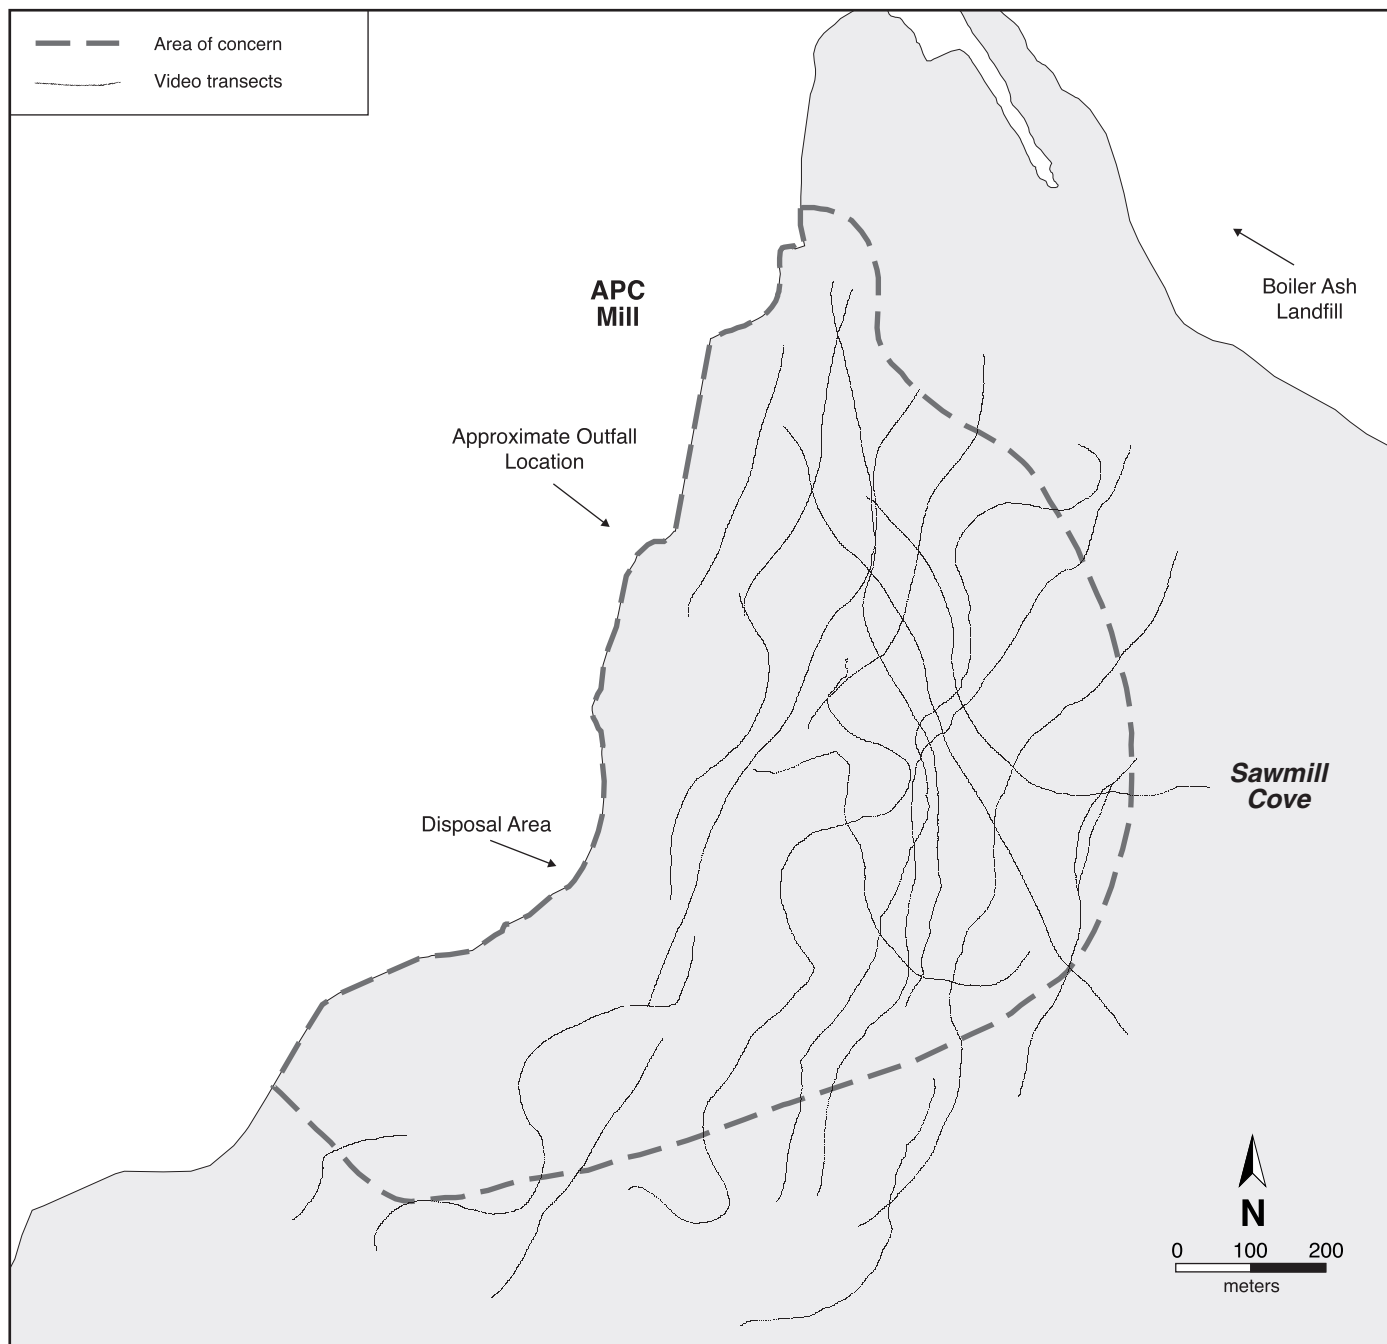 Area of concern
Video transects
Boiler Ash
Landfill
APC
Mill
Approximate Outfall
Location
Sawmill
Cove
Disposal Area
N
0 100 200
meters